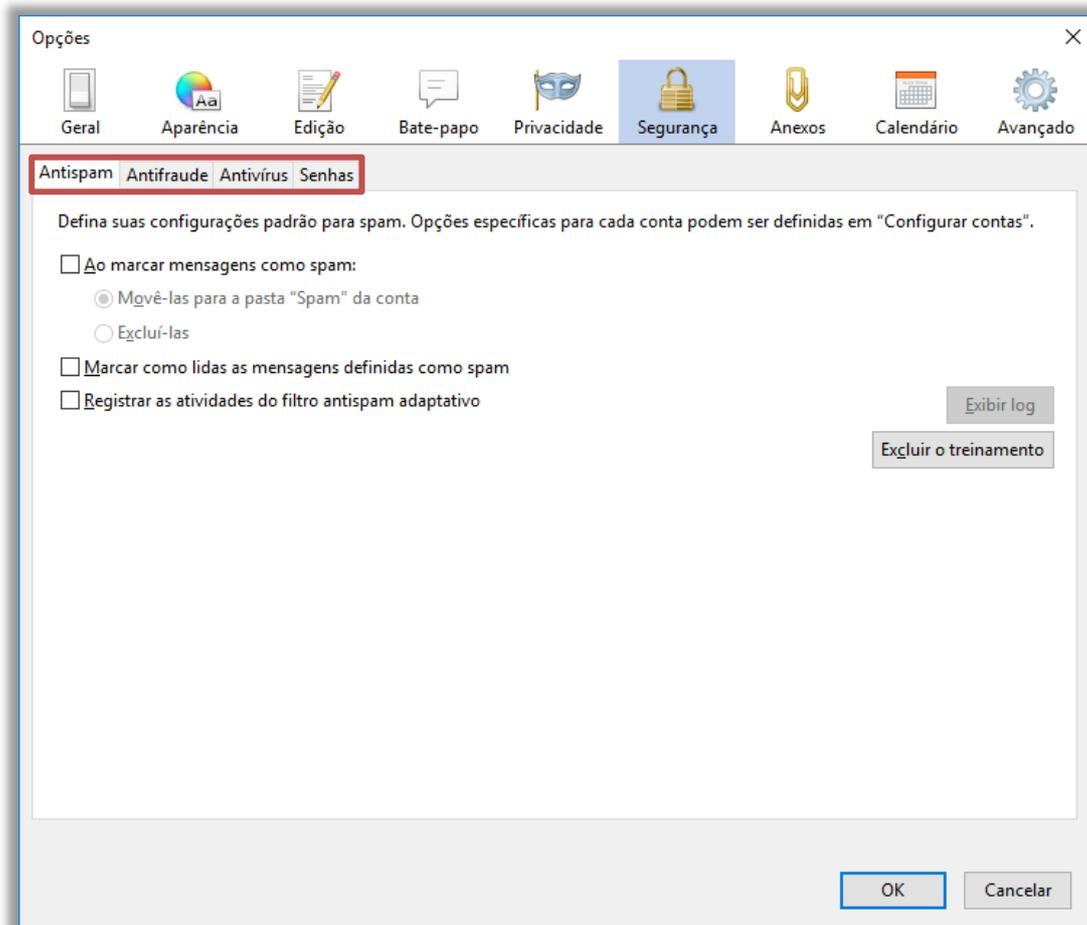 Opções
Geral Aparência Edição Bate-papo Privacidade Segurança Anexos Calendário Avançado
Antispam Antifraude Antivírus Senhas
Defina suas configurações padrão para spam. Opções específicas para cada conta podem ser definidas em “Configurar contas”.
Ao marcar mensagens como spam:
Movê-las para a pasta “Spam” da conta
Excluí-las
Marcar como lidas as mensagens definidas como spam
Registrar as atividades do filtro antispam adaptativo
Exibir log
Excluir o treinamento
OK Cancelar